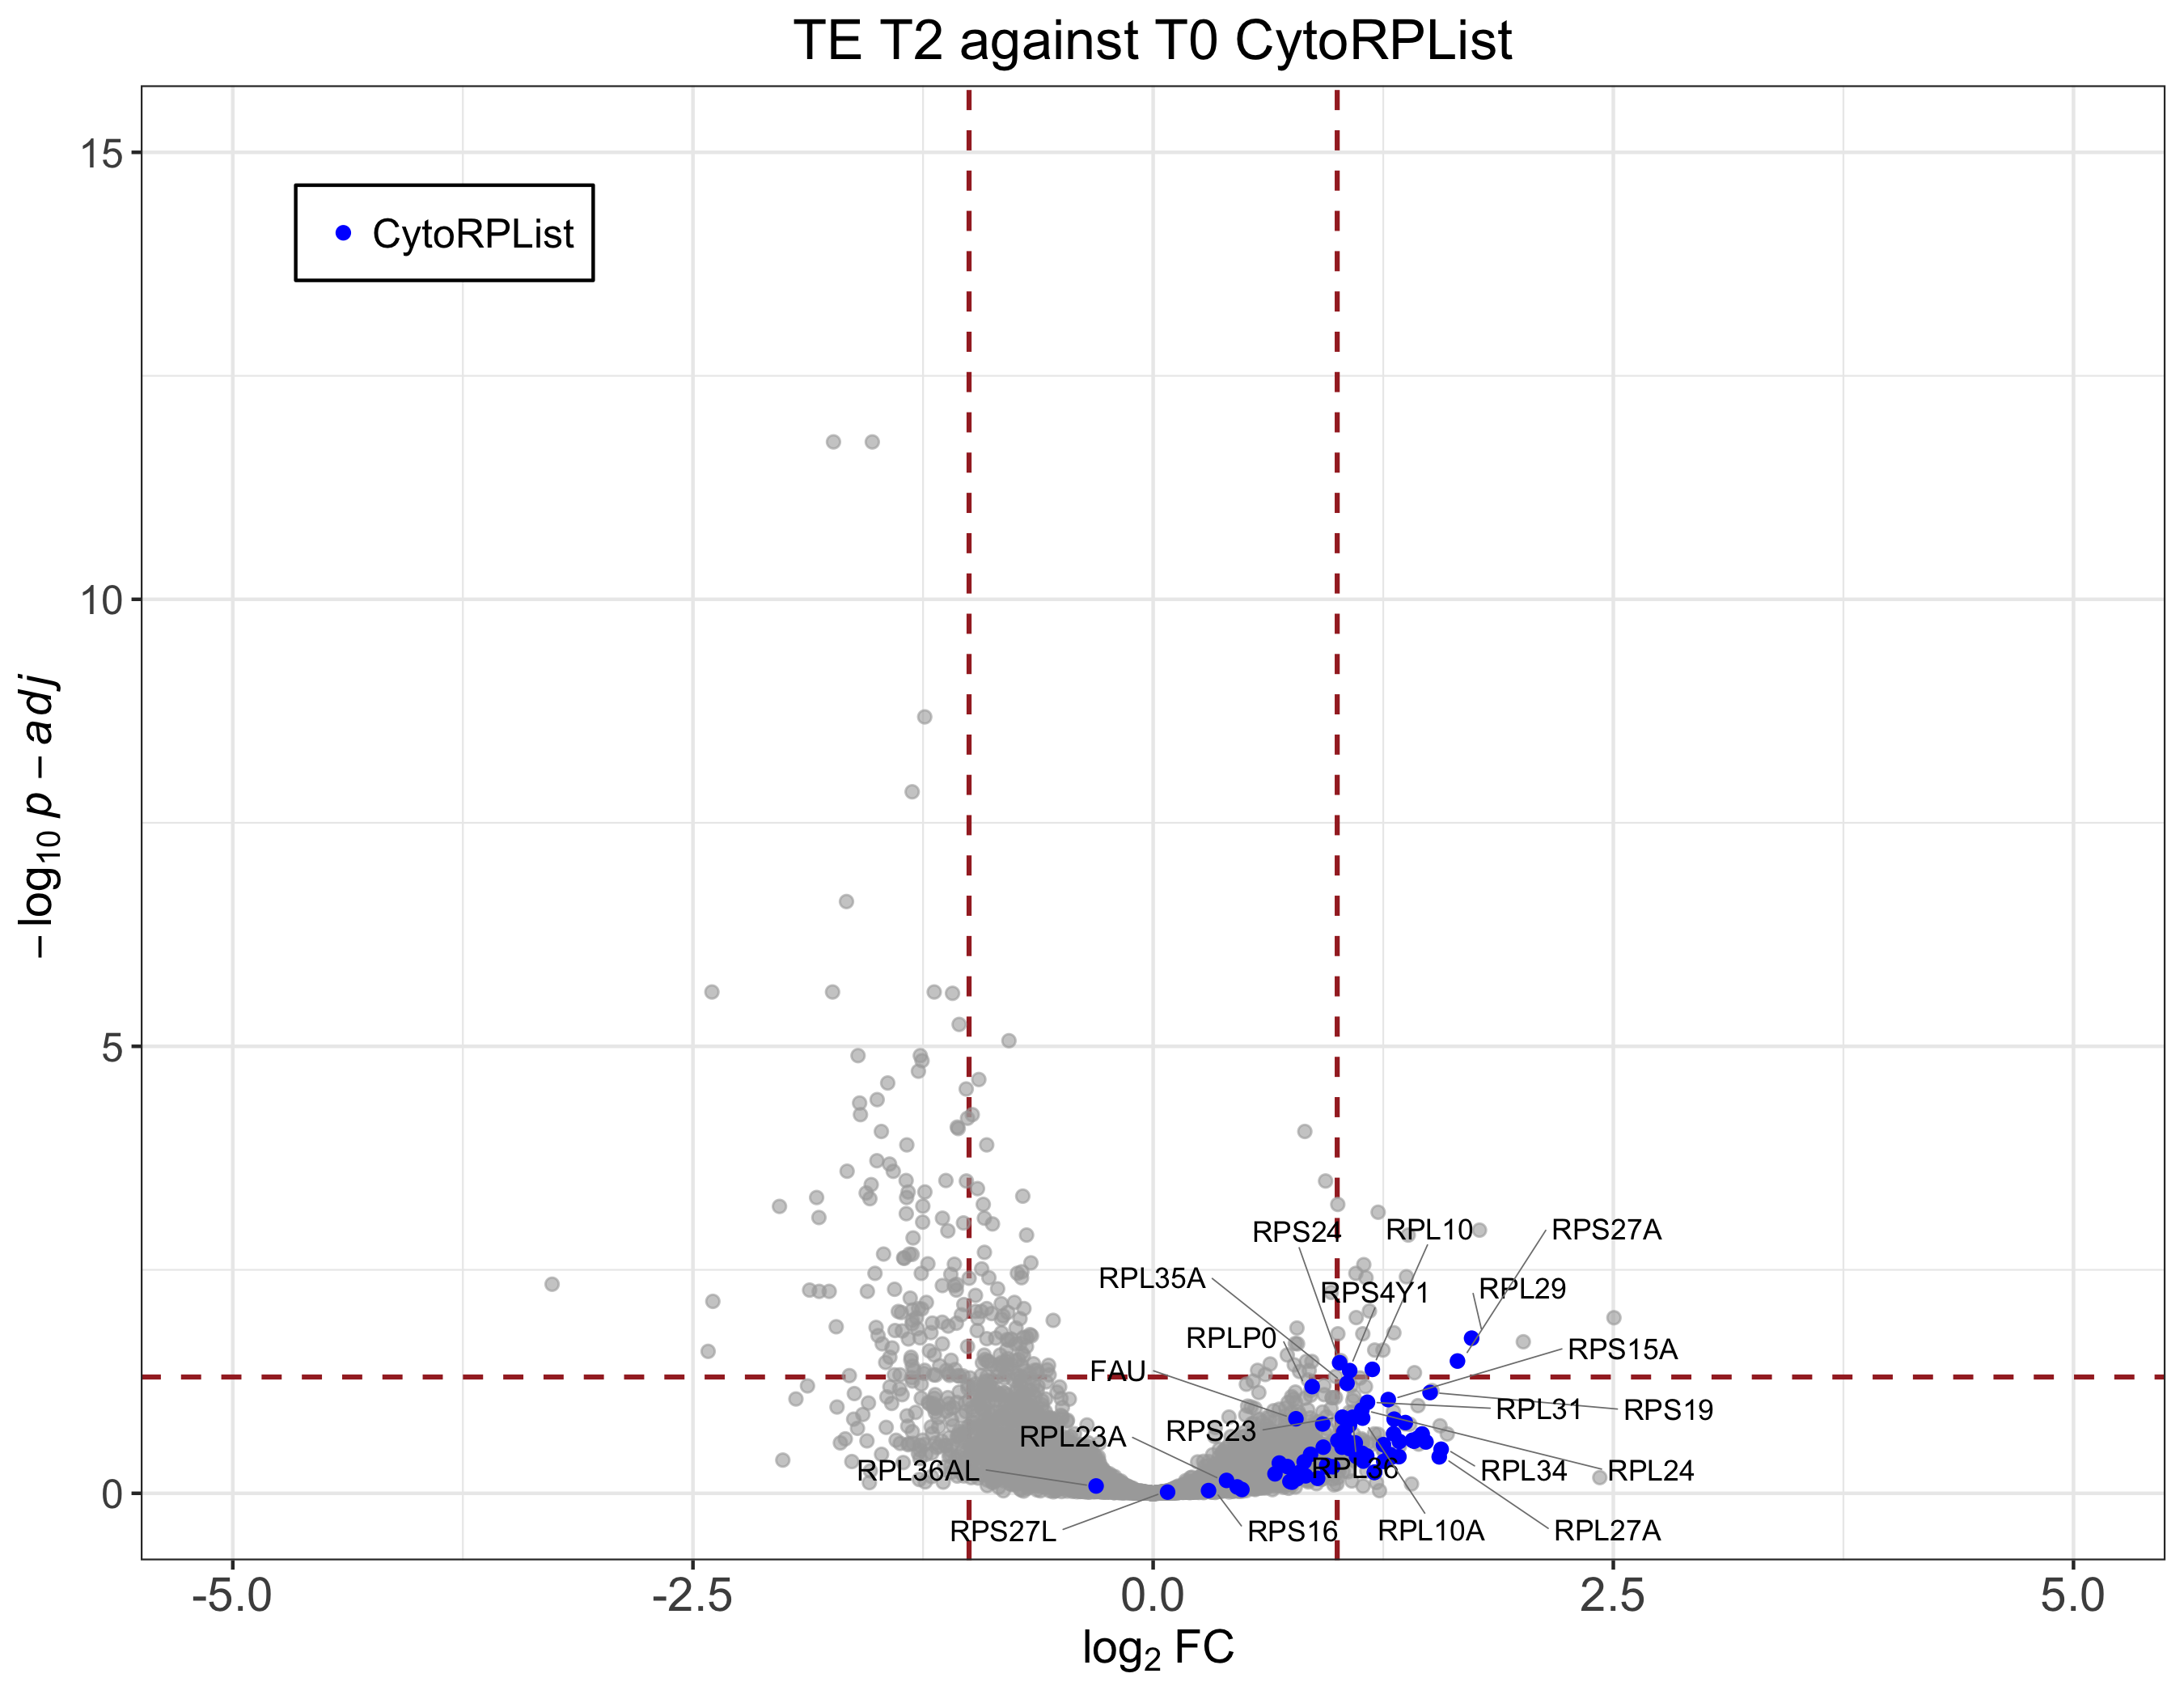 TE T2 against T0 CytoRPList
15
CytoRPList
10
5
0
−log10 p − adj
RPS24
RPL10
RPS27A
RPL35A
RPS4Y1
RPL29
RPLP0
RPS15A
FAU
RPL31
RPS19
RPS23
RPL23A
RPL36AL
RPL36
RPL34
RPL24
RPS27L
RPS16
RPL10A
RPL27A
-5.0
-2.5
0.0
2.5
5.0
log2 FC